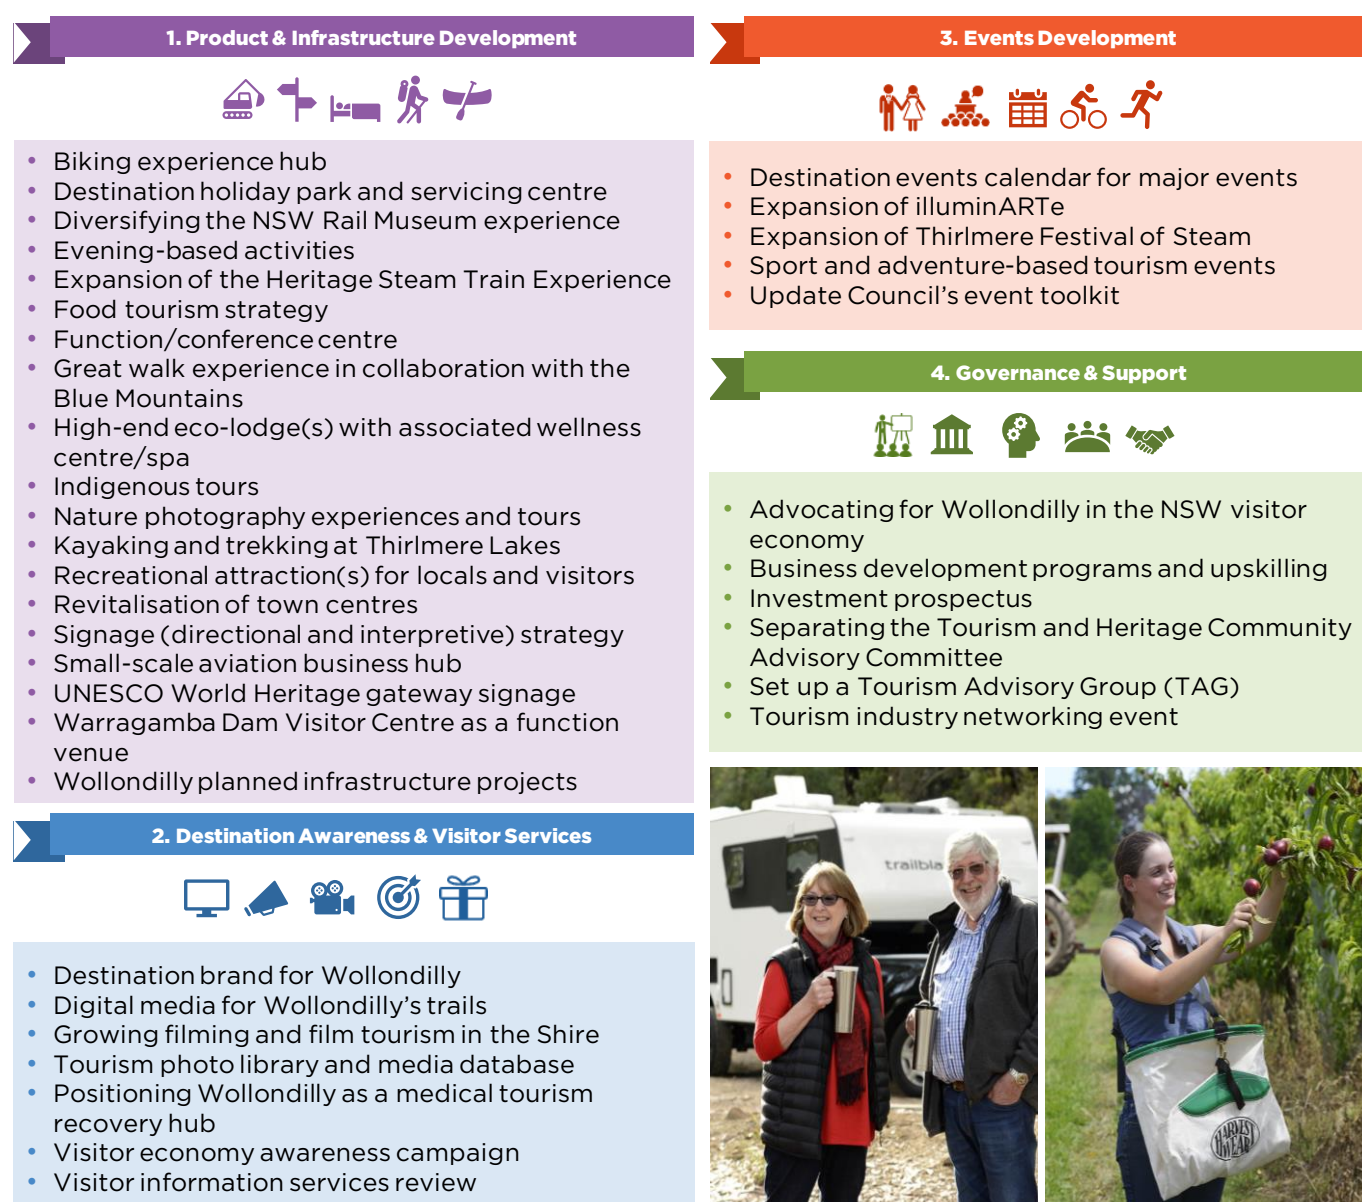 1. Product & Infrastructure Development
• Biking experience hub
• Destination holiday park and servicing centre
• Diversifying the NSW Rail Museum experience
• Evening-based activities
• Expansion of the Heritage Steam Train Experience
• Food tourism strategy
• Function/conference centre
• Great walk experience in collaboration with the
Blue Mountains
• High-end eco-lodge(s) with associated wellness
centre/spa
• Indigenous tours
• Nature photography experiences and tours
• Kayaking and trekking at Thirlmere Lakes
• Recreational attraction(s) for locals and visitors
• Revitalisation of town centres
• Signage (directional and interpretive) strategy
• Small-scale aviation business hub
• UNESCO World Heritage gateway signage
• Warragamba Dam Visitor Centre as a function
venue
• Wollondilly planned infrastructure projects
2. Destination Awareness & Visitor Services
• Destination brand for Wollondilly
• Digital media for Wollondilly’s trails
• Growing filming and film tourism in the Shire
• Tourism photo library and media database
• Positioning Wollondilly as a medical tourism
recovery hub
• Visitor economy awareness campaign
• Visitor information services review
3. Events Development
• Destination events calendar for major events
• Expansion of illuminARTe
• Expansion of Thirlmere Festival of Steam
• Sport and adventure-based tourism events
• Update Council’s event toolkit
4. Governance & Support
• Advocating for Wollondilly in the NSW visitor
economy
• Business development programs and upskilling
• Investment prospectus
• Separating the Tourism and Heritage Community
Advisory Committee
• Set up a Tourism Advisory Group (TAG)
• Tourism industry networking event
trailbla
HARVEST
WEAR